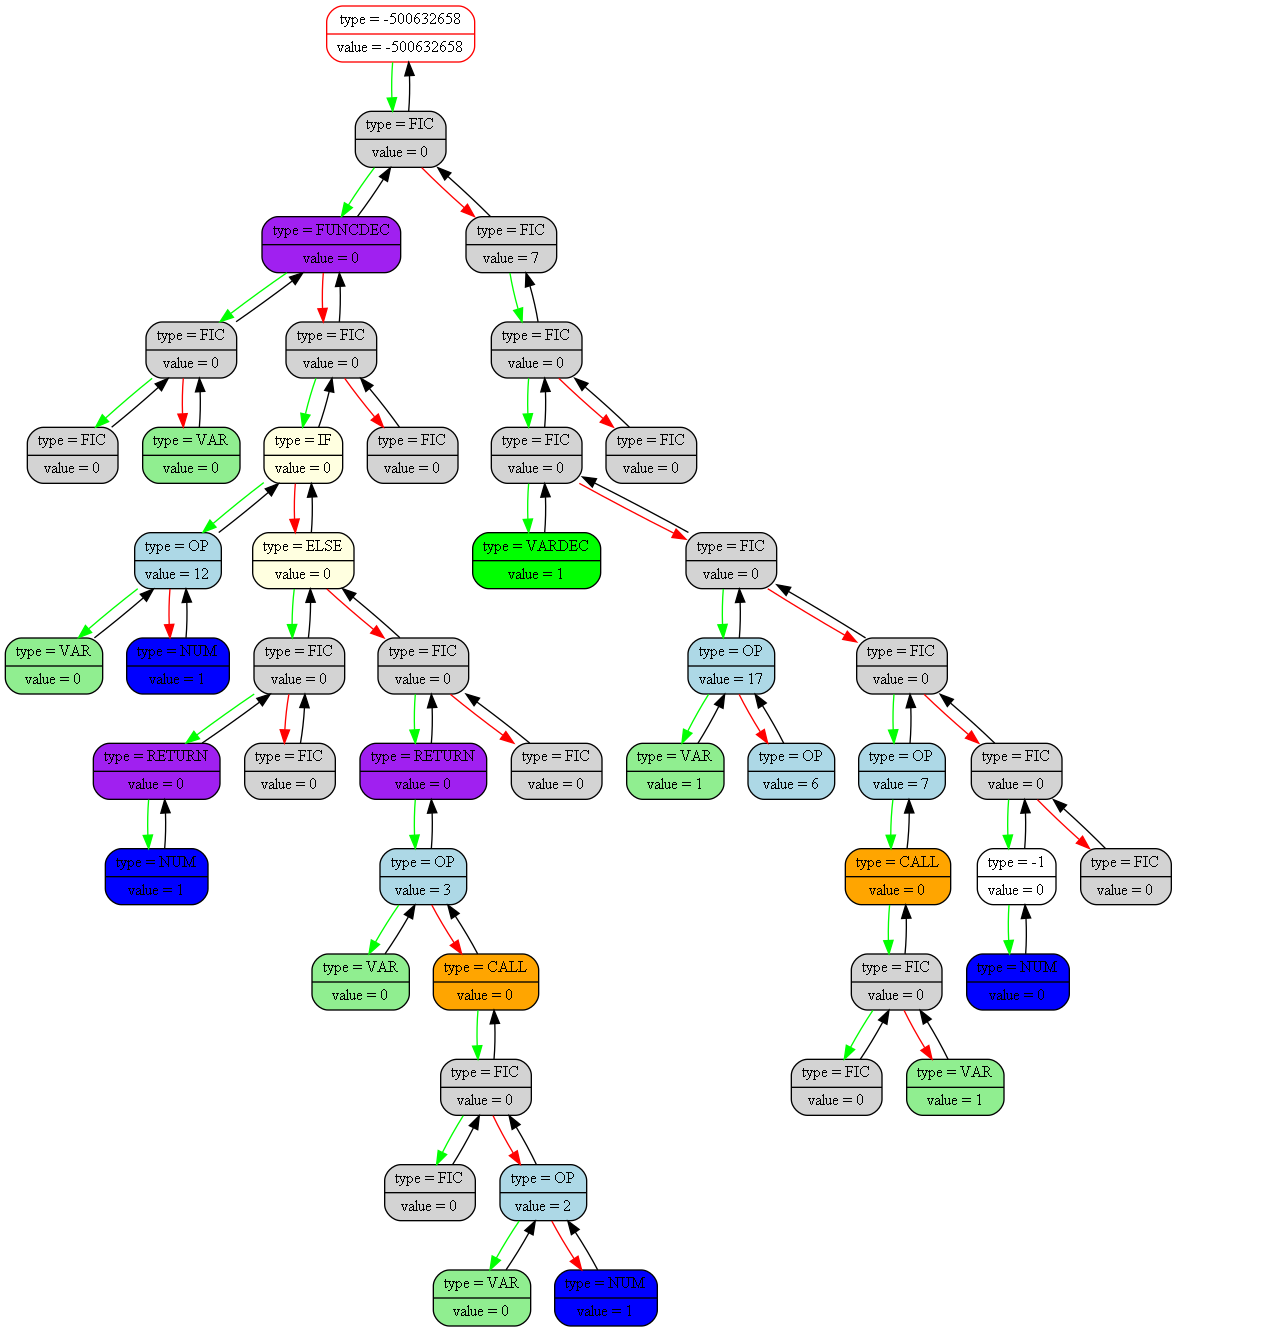 type = -500632658
value = -500632658
type = FIC
value = 0
type = FUNCDEC
value = 0
type = FIC
value = 7
type = FIC
value = 0
type = FIC
value = 0
type = FIC
value = 0
type = FIC
value = 0
type = VAR
value = 0
type = IF
value = 0
type = FIC
value = 0
type = FIC
value = 0
type = FIC
value = 0
type = OP
value = 12
type = ELSE
value = 0
type = VARDEC
value = 1
type = FIC
value = 0
type = VAR
value = 0
type = NUM
value = 1
type = FIC
value = 0
type = FIC
value = 0
type = OP
value = 17
type = FIC
value = 0
type = RETURN
value = 0
type = FIC
value = 0
type = RETURN
value = 0
type = FIC
value = 0
type = VAR
value = 1
type = OP
value = 6
type = OP
value = 7
type = FIC
value = 0
type = NUM
value = 1
type = OP
value = 3
type = CALL
value = 0
type = -1
value = 0
type = FIC
value = 0
type = VAR
value = 0
type = CALL
value = 0
type = FIC
value = 0
type = NUM
value = 0
type = FIC
value = 0
type = FIC
value = 0
type = VAR
value = 1
type = FIC
value = 0
type = OP
value = 2
type = VAR
value = 0
type = NUM
value = 1